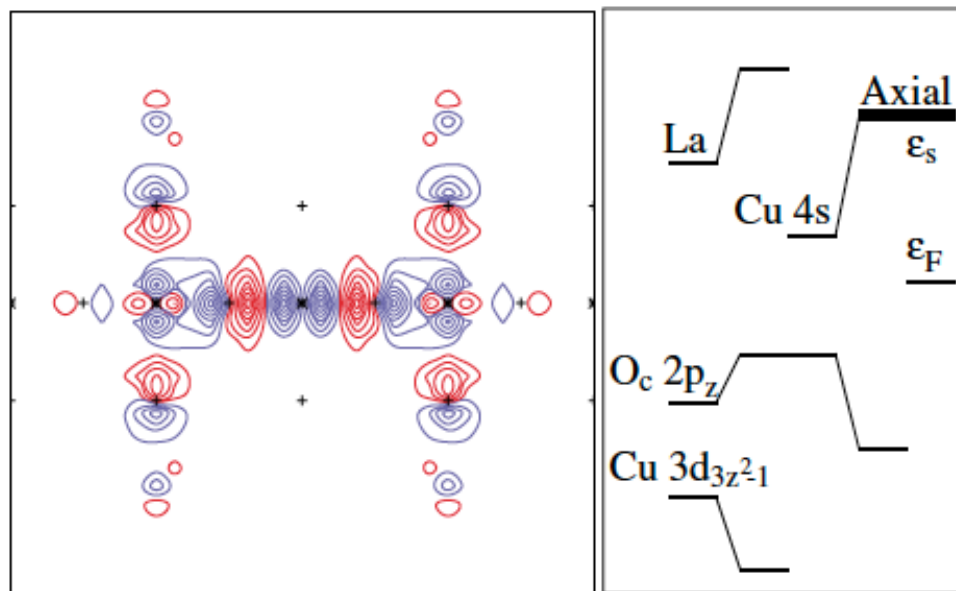 Axial
La
εs
Cu 4s
εF
Oc 2pz
Cu 3d3z²-1